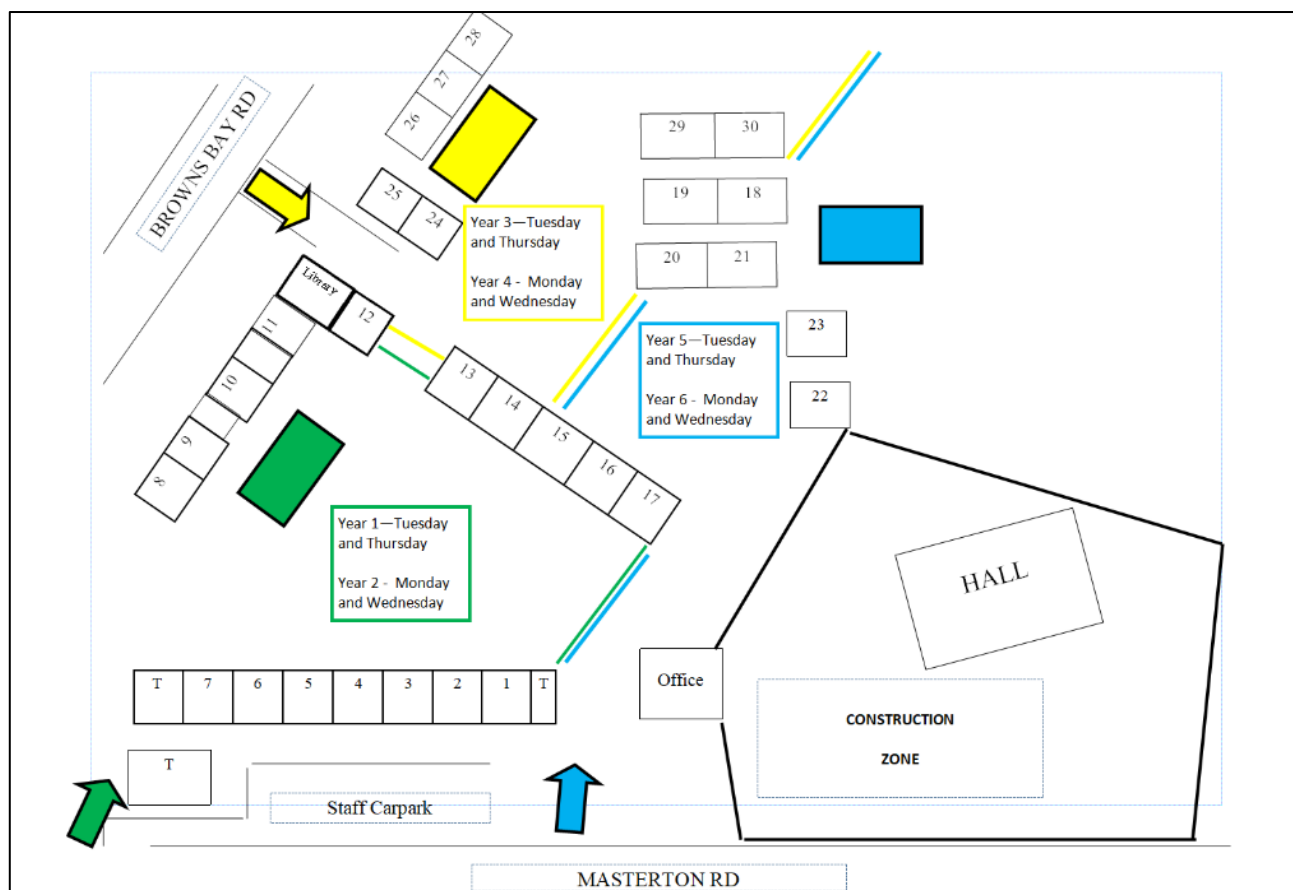 28
27
26
BROWNS BAY RD
29 30
25
24
19 18
Year 3—Tuesday
and Thursday
Year 4 - Monday
and Wednesday
20 21
Library
12
11
10
9
8
23
22
Year 5—Tuesday
and Thursday
Year 6 - Monday
and Wednesday
13
14
15
16
17
Year 1—Tuesday
and Thursday
Year 2 - Monday
and Wednesday
HALL
T 7 6 5 4 3 2 1 T
Office
CONSTRUCTION
ZONE
T
Staff Carpark
MASTERTON RD